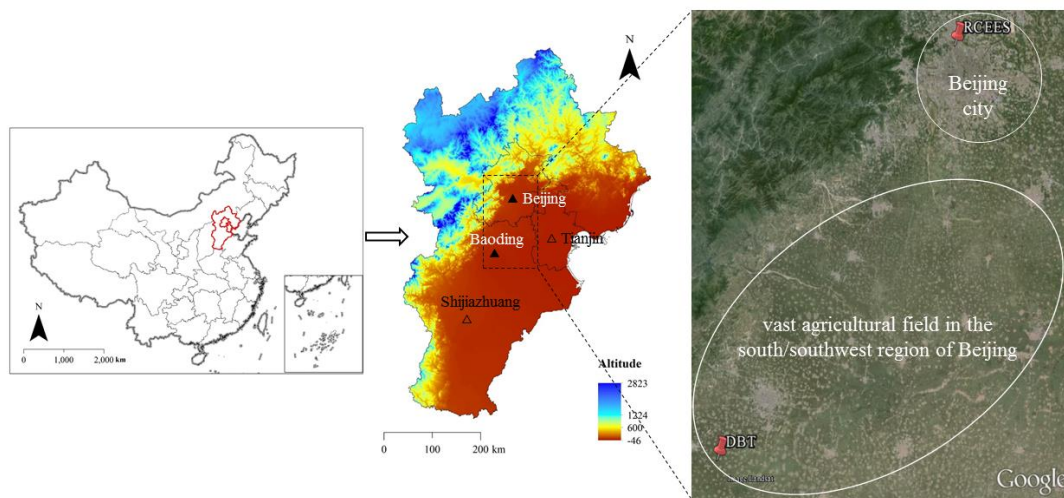 N
0
1,000
2,000 km
N
Beijing
Baoding
Tianjin
Shijiazhuang
Altitude
2823
1324
600
-46
0
100
200 km
RCEES
Beijing
city
vast agricultural field in the
south/southwest region of Beijing
DBT
Google